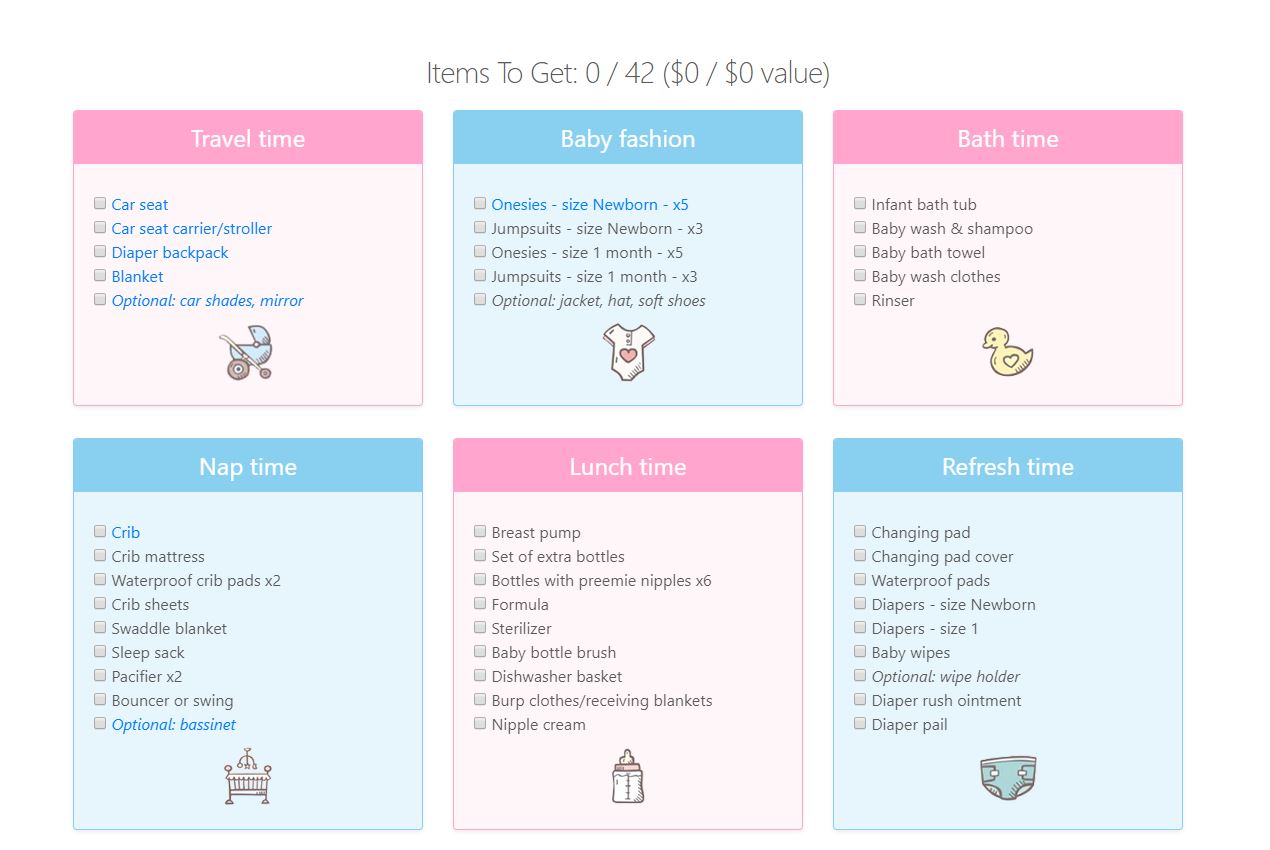 Items To Get: 0 / 42 ($0 / $0 value)
Travel time
Car seat
Car seat carrier/stroller
Diaper backpack
Blanket
Optional: car shades, mirror
Baby fashion
Onesies - size Newborn - x5
Jumpsuits - size Newborn - x3
Onesies - size 1 month - x5
Jumpsuits - size 1 month - x3
Optional: jacket, hat, soft shoes
Bath time
Infant bath tub
Baby wash & shampoo
Baby bath towel
Baby wash clothes
Rinser
Nap time
Crib
Crib mattress
Waterproof crib pads x2
Crib sheets
Swaddle blanket
Sleep sack
Pacifier x2
Bouncer or swing
Optional: bassinet
Lunch time
Breast pump
Set of extra bottles
Bottles with preemie nipples x6
Formula
Sterilizer
Baby bottle brush
Dishwasher basket
Burp clothes/receiving blankets
Nipple cream
Refresh time
Changing pad
Changing pad cover
Waterproof pads
Diapers - size Newborn
Diapers - size 1
Baby wipes
Optional: wipe holder
Diaper rush ointment
Diaper pail